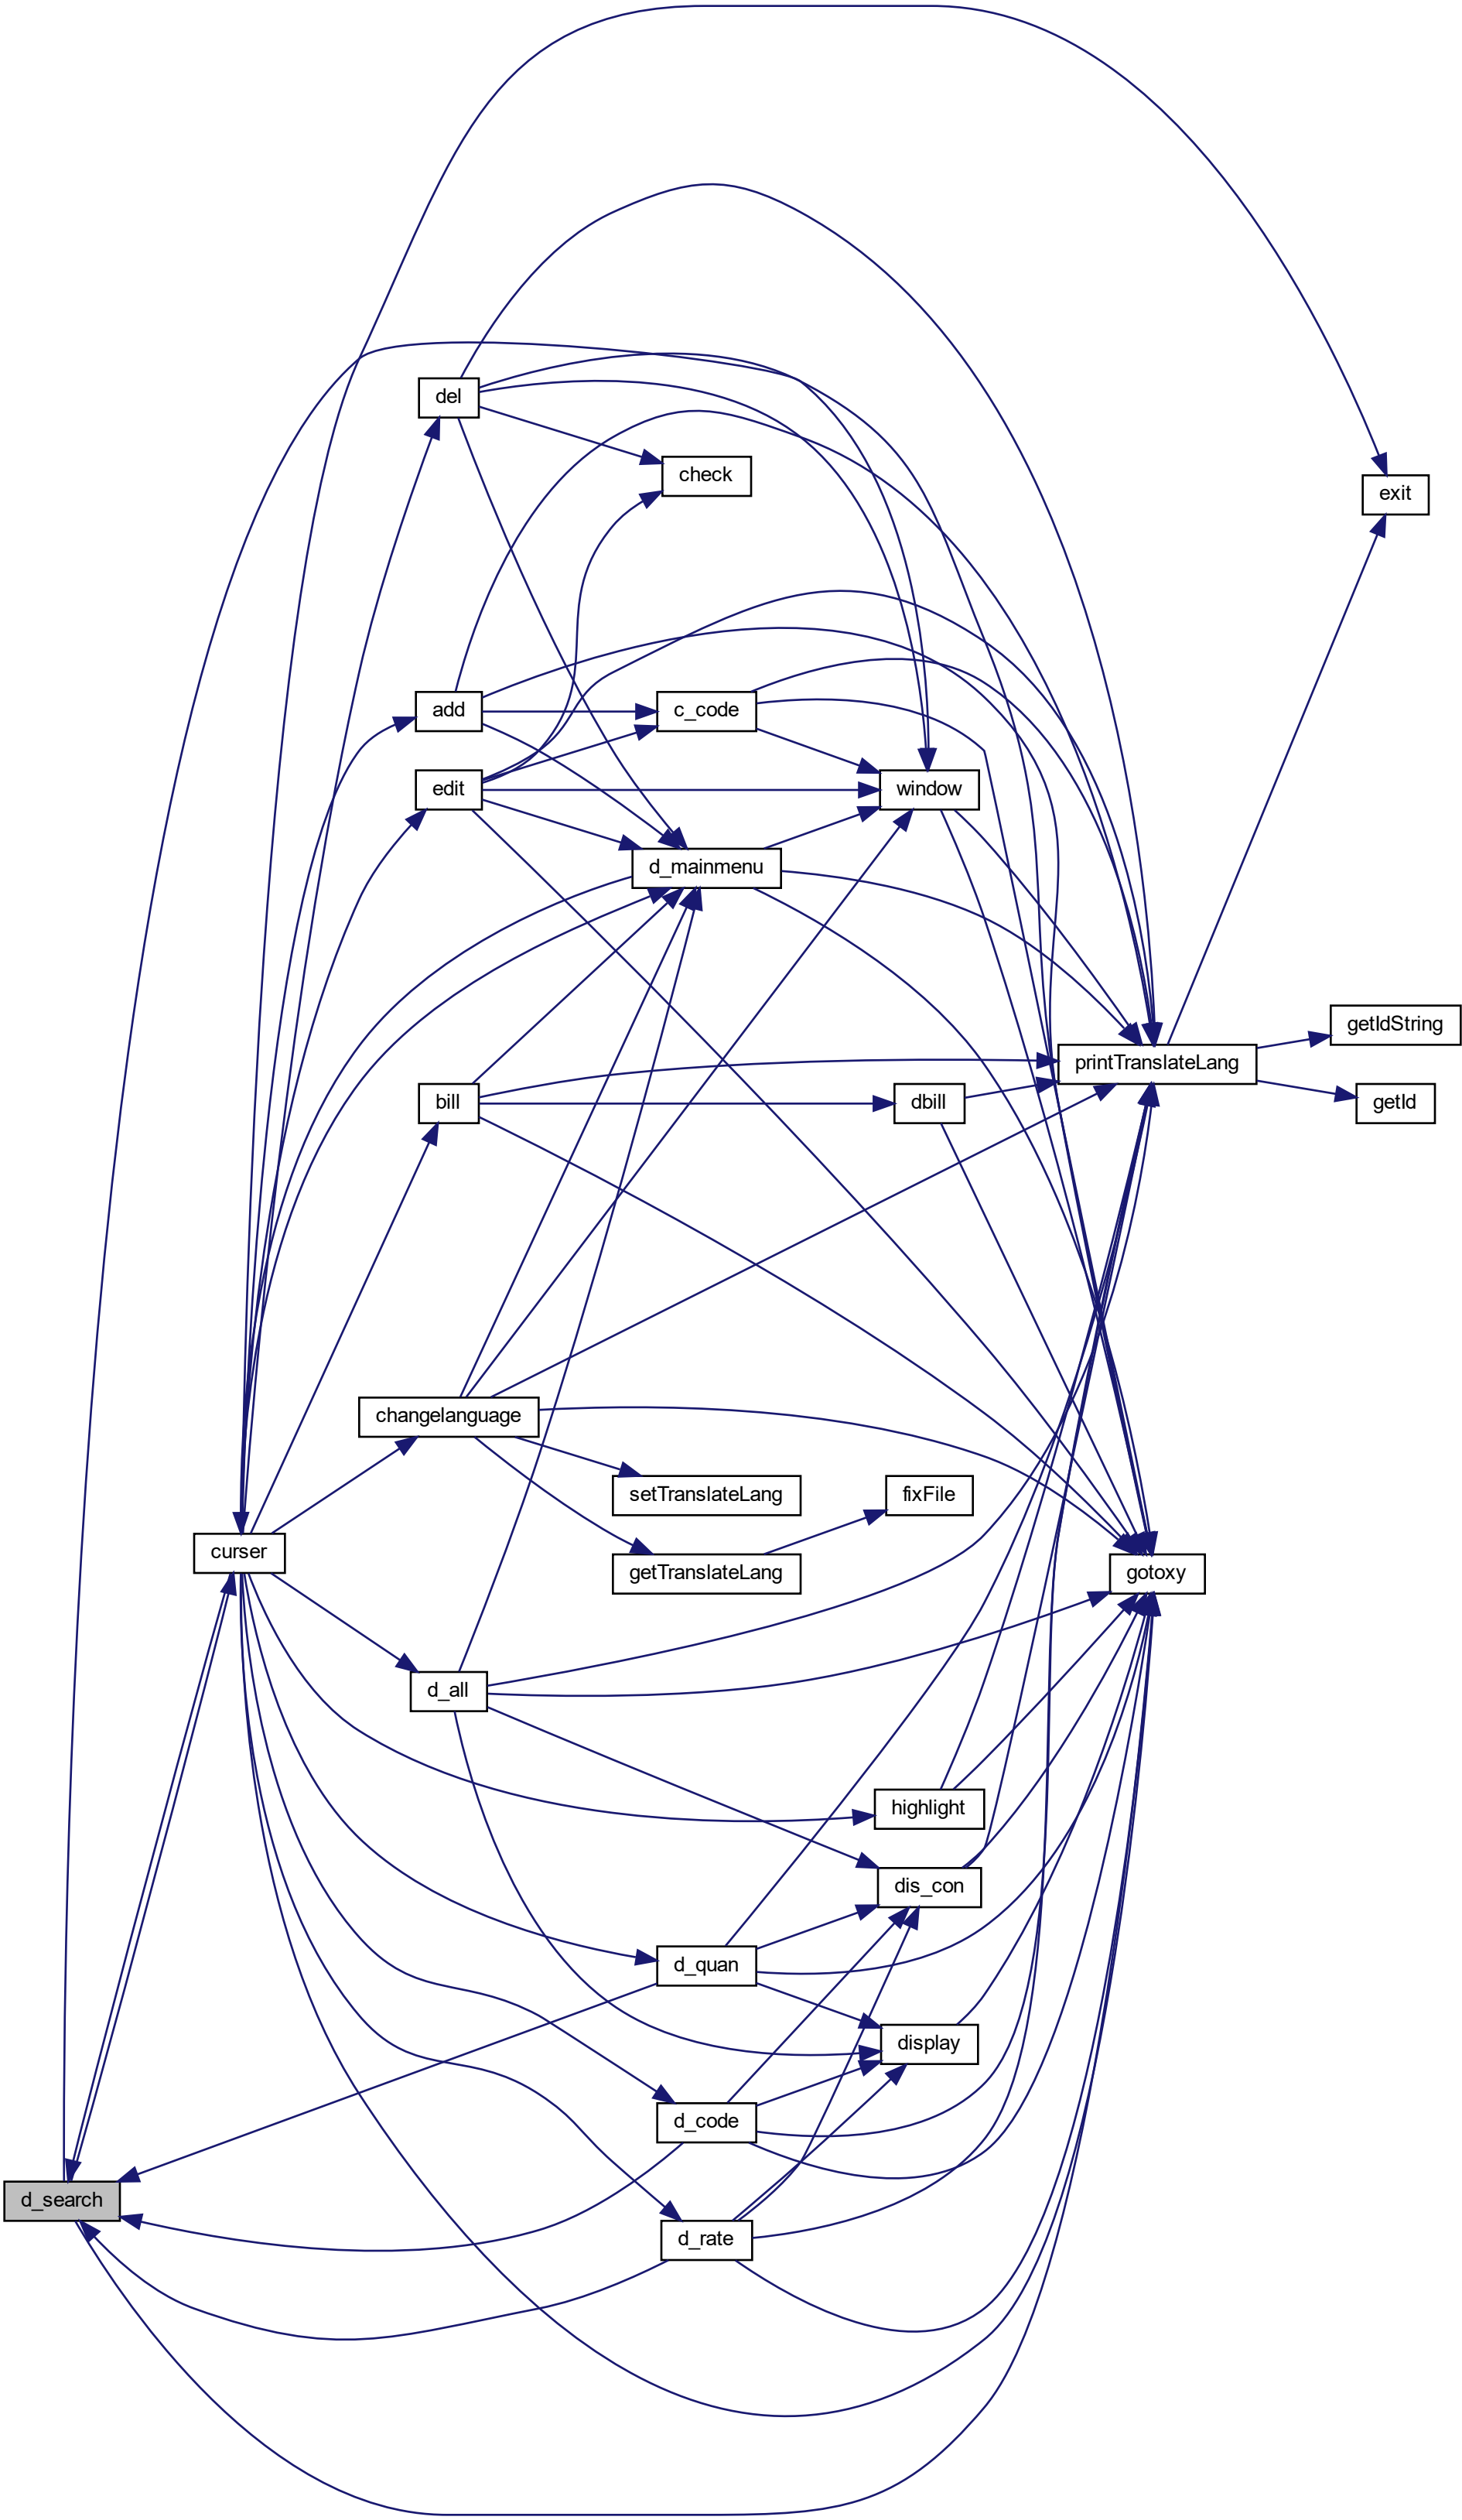 del
check
exit
add
c_code
edit
window
d_mainmenu
getIdString
printTranslateLang
bill
dbill
getId
changelanguage
setTranslateLang
fixFile
curser
getTranslateLang
gotoxy
d_all
highlight
dis_con
d_quan
display
d_code
d_search
d_rate